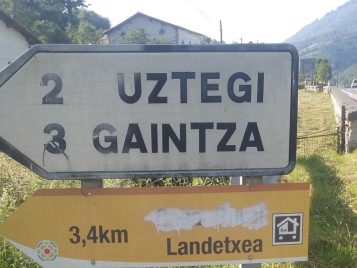 2 UZTEGI
3 GAINTZA
3,4km
Landetxea